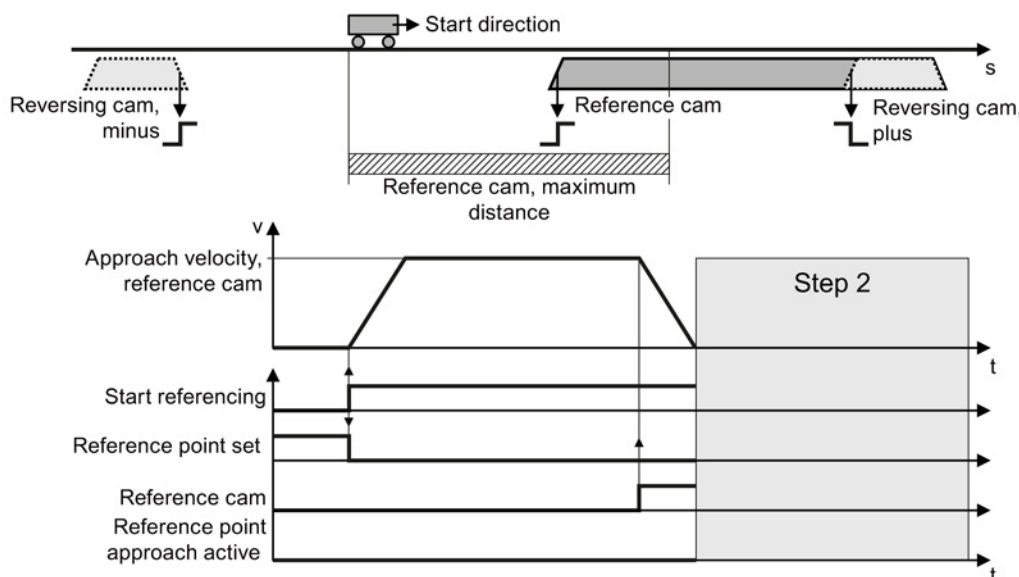 Start direction
s
Reversing cam,
minus
Reference cam
Reversing cam,
plus
Reference cam, maximum
distance
v
Approach velocity,
reference cam
Step 2
t
Start referencing
Reference point set
Reference cam
Reference point
approach active
t